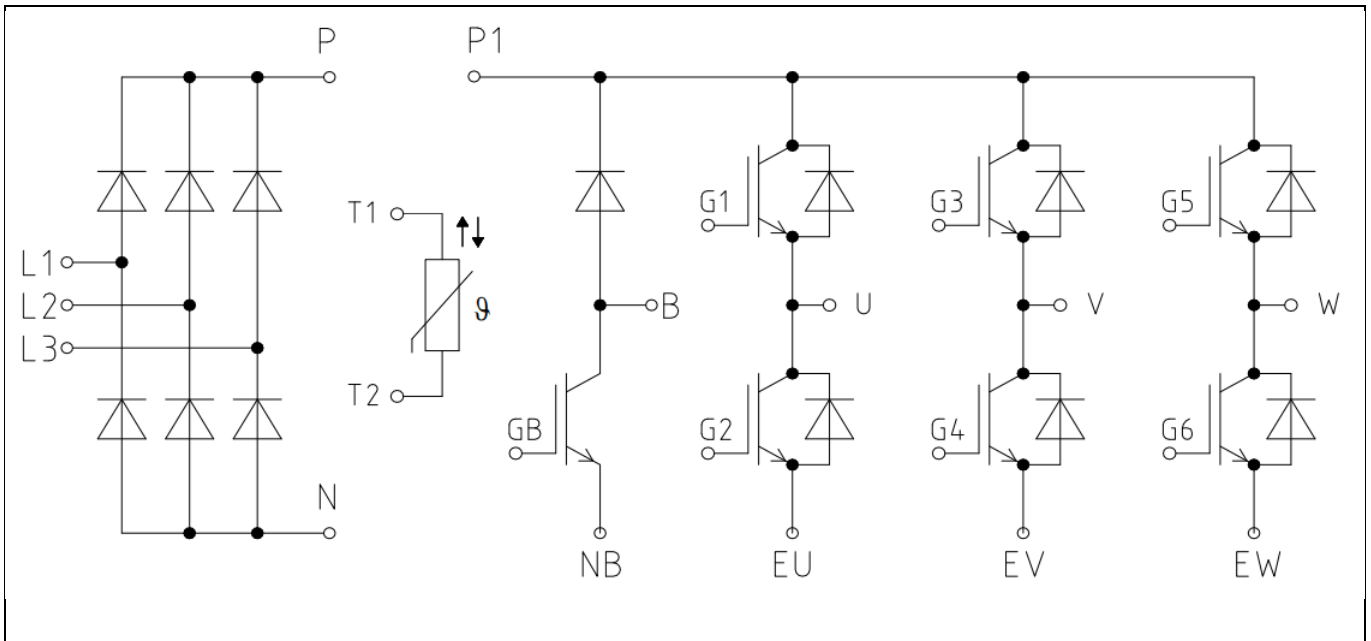 P P1
T1
G1 G3 G5
L1
L2 B U V W
ϑ
L3
T2
GB G2 G4 G6
N
NB EU EV EW